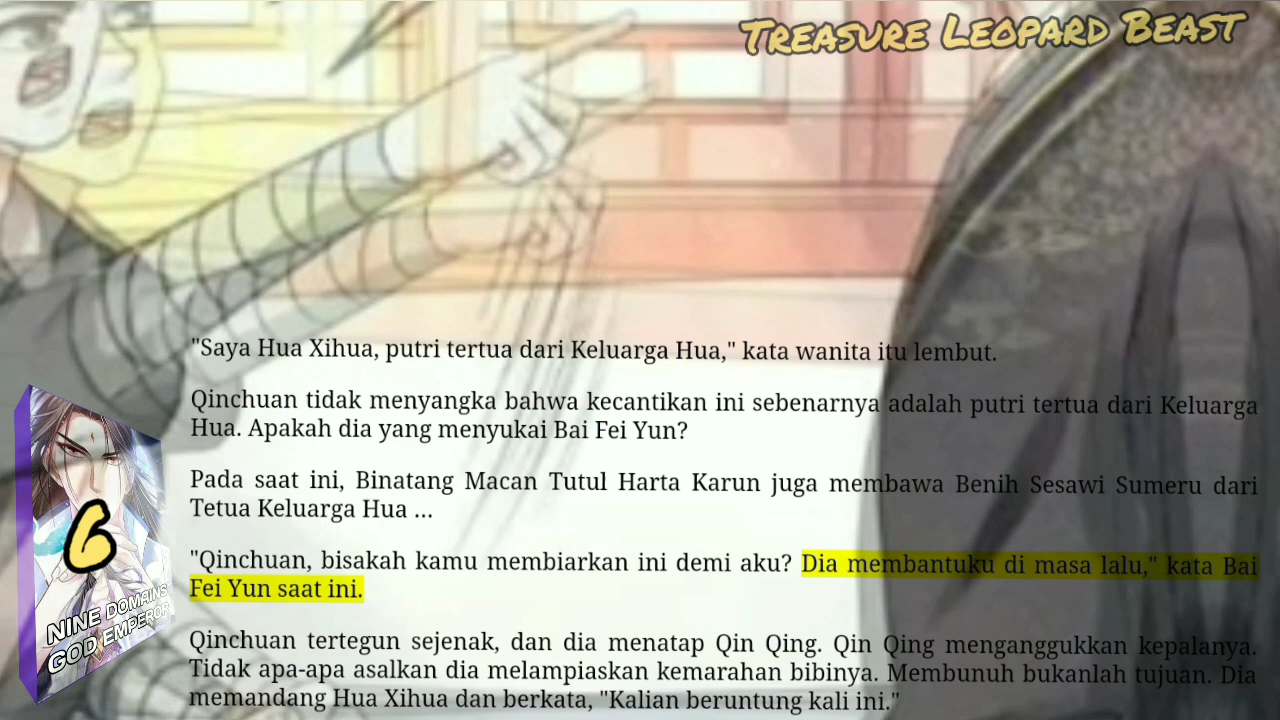 TREASURE LEOPARD BEAST
"Saya Hua Xihua, putri tertua dari Keluarga Hua," kata wanita itu lembut.
Qinchuan tidak menyangka bahwa kecantikan ini sebenarnya adalah putri tertua dari Keluarga
Hua. Apakah dia yang menyukai Bai Fei Yun?
Pada saat ini, Binatang Macan Tutul Harta Karun juga membawa Benih Sesawi Sumeru dari
Tetua Keluarga Hua ...
"Qinchuan, bisakah kamu membiarkan ini demi aku? Dia membantuku di masa lalu," kata Bai
Fei Yun saat ini.
Qinchuan tertegun sejenak, dan dia menatap Qin Qing. Qin Qing menganggukkan kepalanya.
Tidak apa-apa asalkan dia melampiaskan kemarahan bibinya. Membunuh bukanlah tujuan. Dia
memandang Hua Xihua dan berkata, "Kalian beruntung kali ini."
6
NINE DOMAINS
GOD EMPEROR